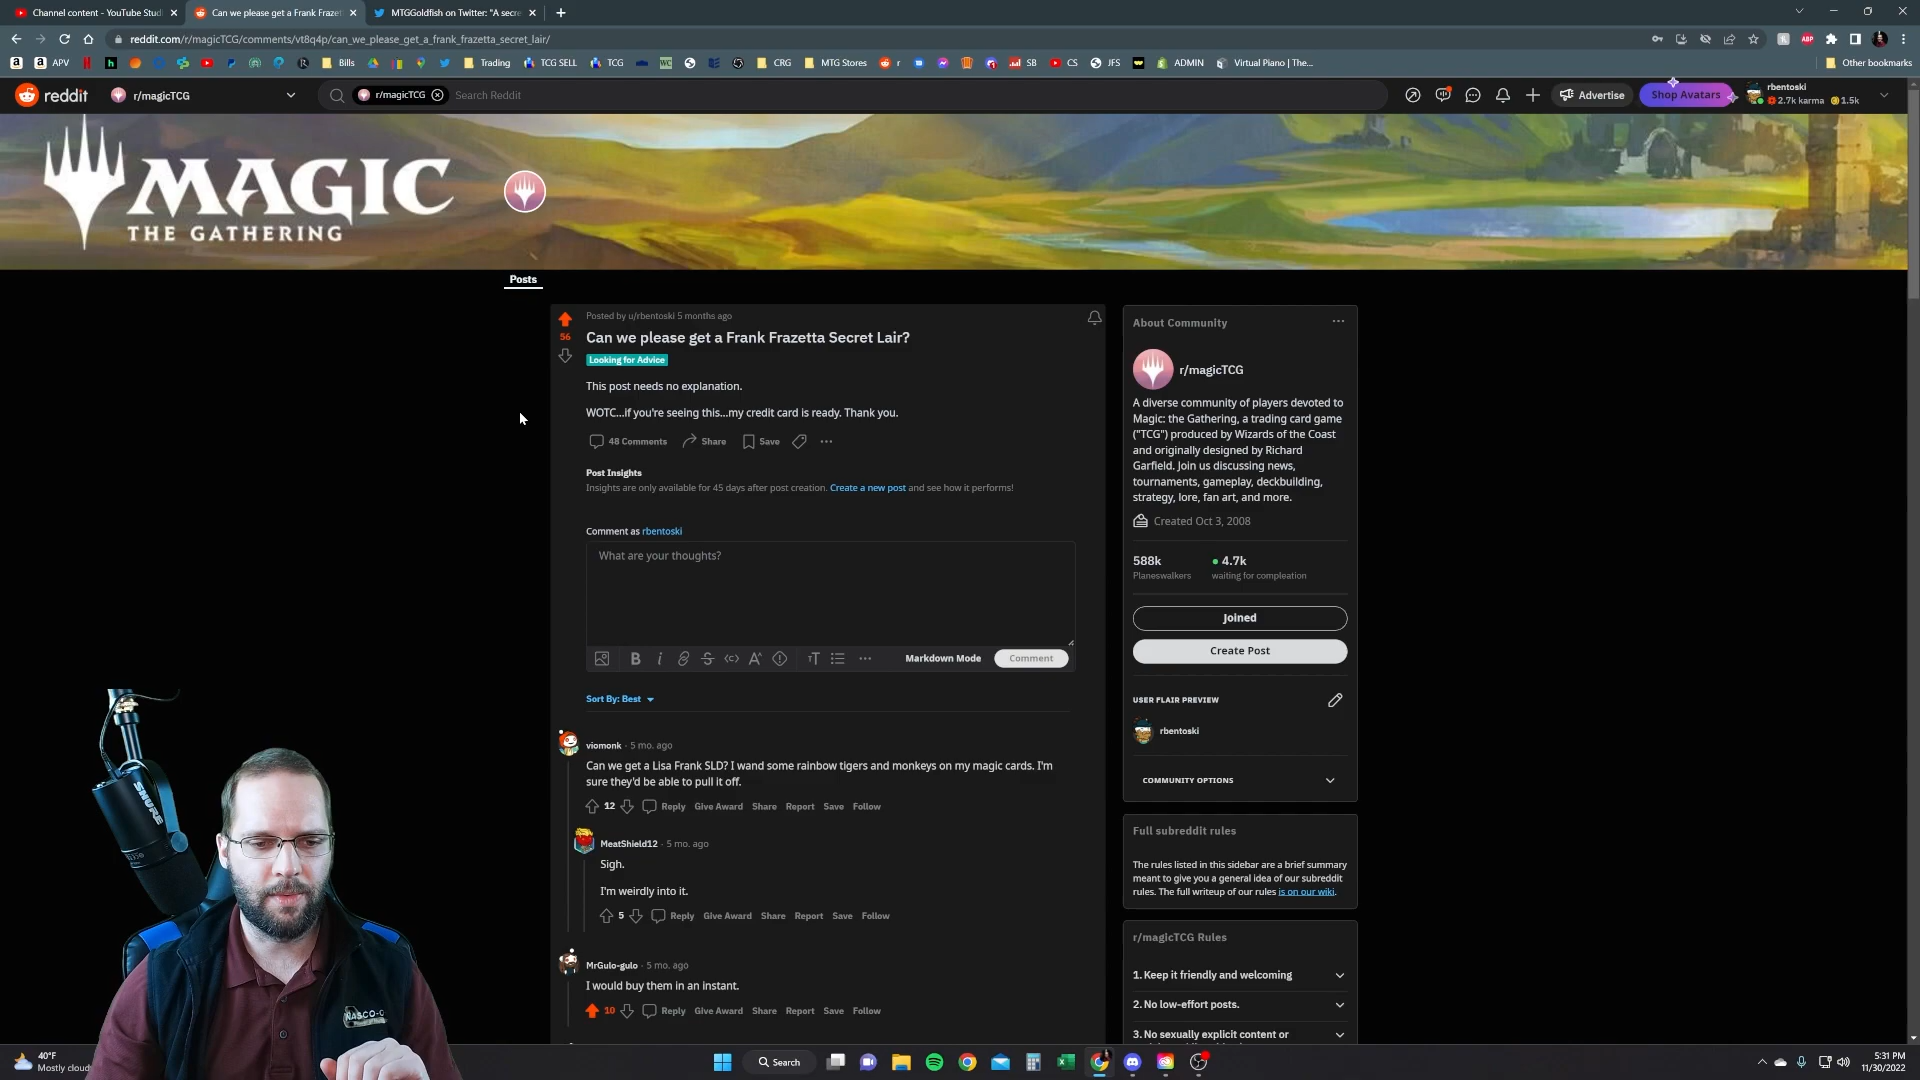 Channel content - YouTube Studi
Can we please get a Frank Frazet
MTGGoldfish on Twitter: "A secre
reddit.com/r/magicTCG/comments/vt8q4p/can_we_please_get_a_frank_frazetta_secret_lair/
APV
Bills
Trading
TCG SELL
TCG
CRG
MTG Stores
r
SB
CS
JFS
ADMIN
Virtual Piano | The...
Other bookmarks
reddit
r/magicTCG
r/magicTCG
Search Reddit
Advertise
Shop Avatars
rbentoski
2.7k karma 1.5k
MAGIC
THE GATHERING
Posts
56
Posted by u/rbentoski 5 months ago
Can we please get a Frank Frazetta Secret Lair?
Looking for Advice
This post needs no explanation.
WOTC...if you're seeing this...my credit card is ready. Thank you.
48 Comments Share Save
Post Insights
Insights are only available for 45 days after post creation. Create a new post and see how it performs!
Comment as rbentoski
What are your thoughts?
Markdown Mode Comment
Sort By: Best
viomonk · 5 mo. ago
Can we get a Lisa Frank SLD? I wand some rainbow tigers and monkeys on my magic cards. I'm
sure they'd be able to pull it off.
12 Reply Give Award Share Report Save Follow
MeatShield12 · 5 mo. ago
Sigh.
I'm weirdly into it.
5 Reply Give Award Share Report Save Follow
MrGulo-gulo · 5 mo. ago
I would buy them in an instant.
10 Reply Give Award Share Report Save Follow
About Community
r/magicTCG
A diverse community of players devoted to
Magic: the Gathering, a trading card game
("TCG") produced by Wizards of the Coast
and originally designed by Richard
Garfield. Join us discussing news,
tournaments, gameplay, deckbuilding,
strategy, lore, fan art, and more.
Created Oct 3, 2008
588k 4.7k
Planeswalkers waiting for compleation
Joined
Create Post
USER FLAIR PREVIEW
rbentoski
COMMUNITY OPTIONS
Full subreddit rules
The rules listed in this sidebar are a brief summary
meant to give you a general idea of our subreddit
rules. The full writeup of our rules is on our wiki.
r/magicTCG Rules
1. Keep it friendly and welcoming
2. No low-effort posts.
3. No sexually explicit content or
SHURE
40°F
Mostly cloudy
Search
5:31 PM
11/30/2022